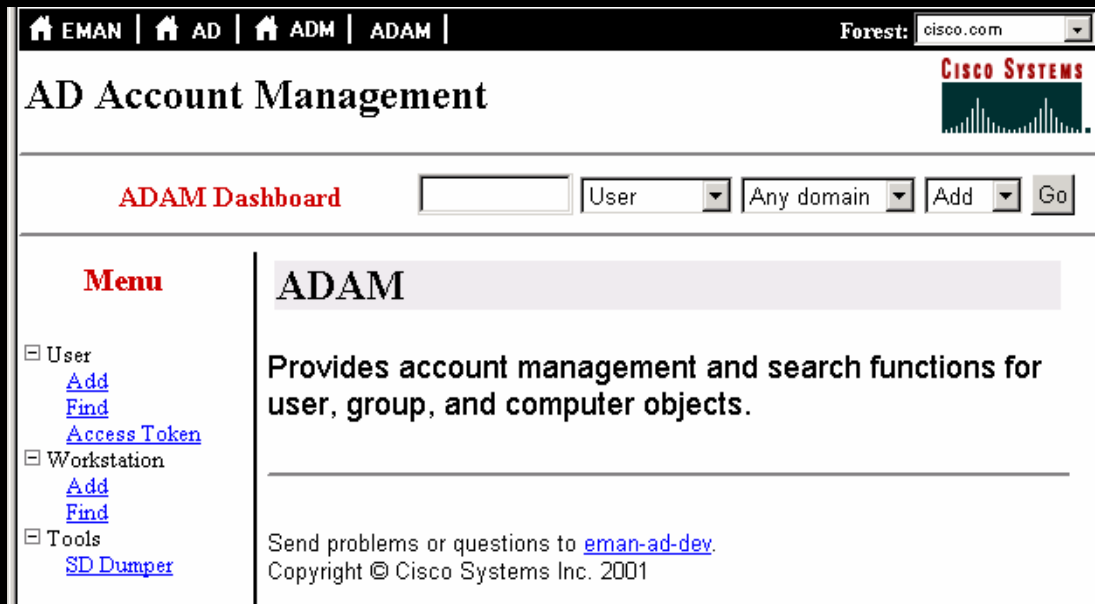 EMAN | AD | ADM | ADAM |
Forest: cisco.com
AD Account Management
CISCO SYSTEMS
ADAM Dashboard
User
Any domain
Add
Go
Menu
User
Add
Find
Access Token
Workstation
Add
Find
Tools
SD Dumper
ADAM
Provides account management and search functions for
user, group, and computer objects.
Send problems or questions to eman-ad-dev.
Copyright © Cisco Systems Inc. 2001